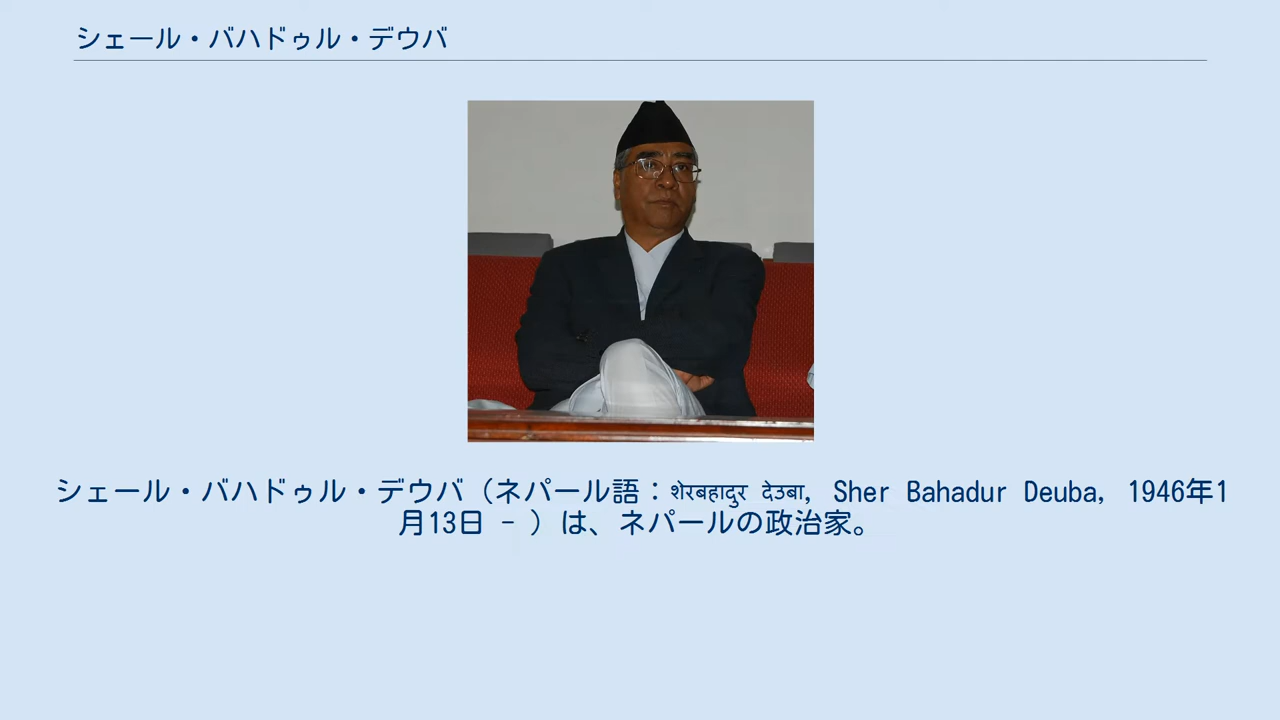 シェール・バハドゥル・デウバ
シェール・バハドゥル・デウバ（ネパール語：शेरबहादुर देउबा, Sher Bahadur Deuba, 1946年1
月13日 - ）は、ネパールの政治家。